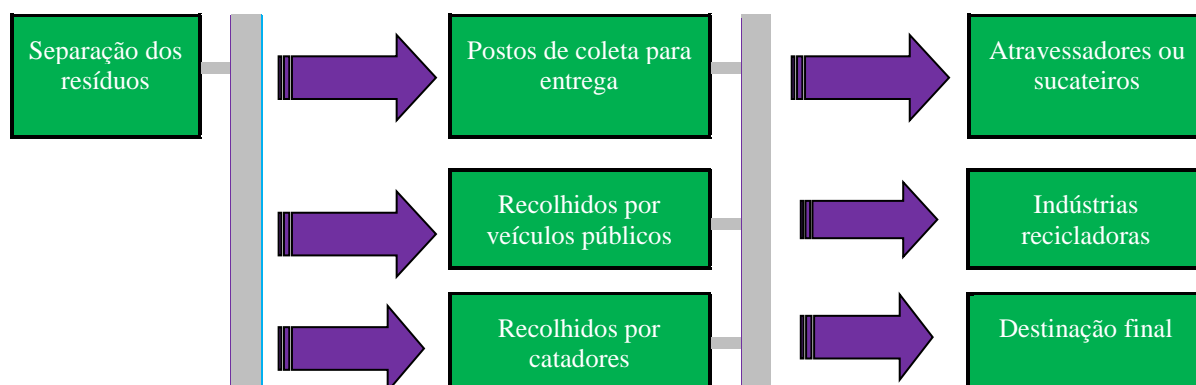 Separação dos
resíduos
Postos de coleta para
entrega
Atravessadores ou
sucateiros
Recolhidos por
veículos públicos
Indústrias
recicladoras
Recolhidos por
catadores
Destinação final